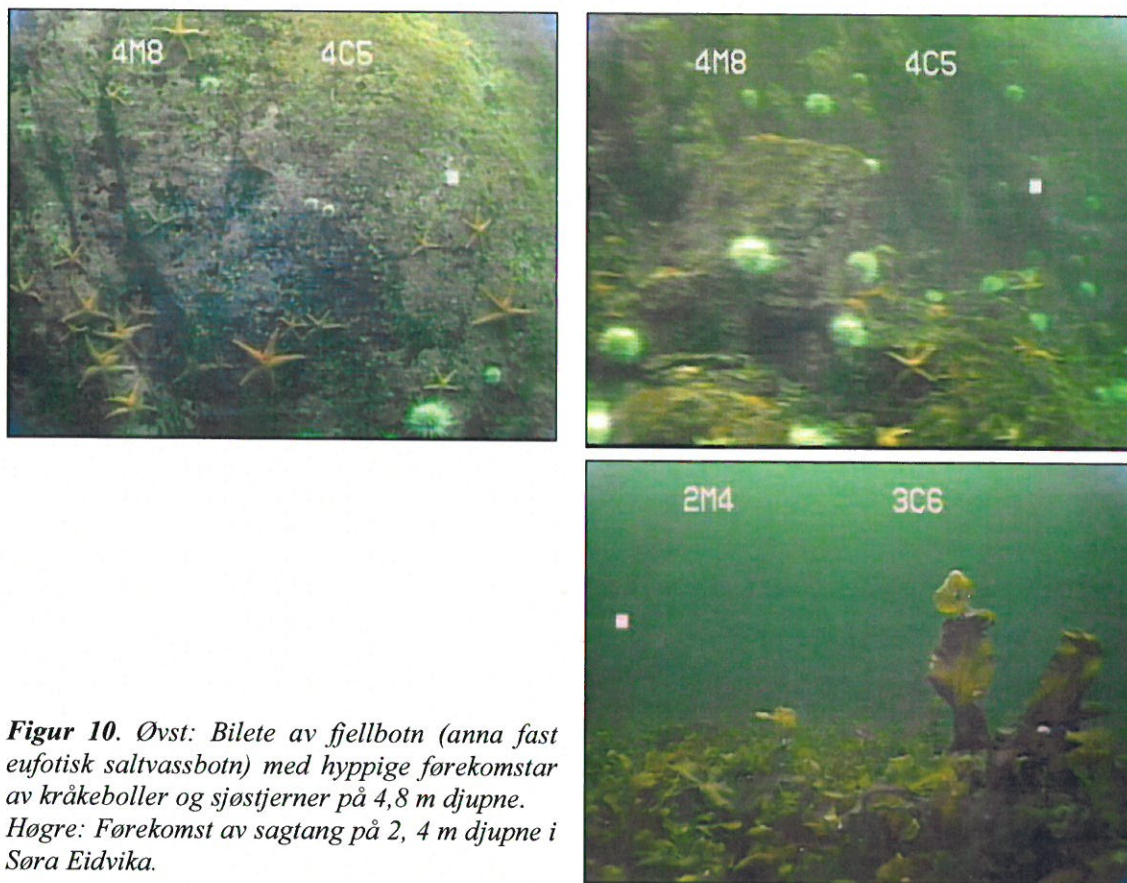 4M8 4C5
4M8 4C5
2M4 3C6
Figur 10. Øvst: Bilete av fjellbotn (anna fast
eufotisk saltvassbotn) med hyppige førekomstar
av kråkeboller og sjøstjerner på 4,8 m djupne.
Høgre: Førekomst av sagtang på 2, 4 m djupne i
Søra Eidvika.